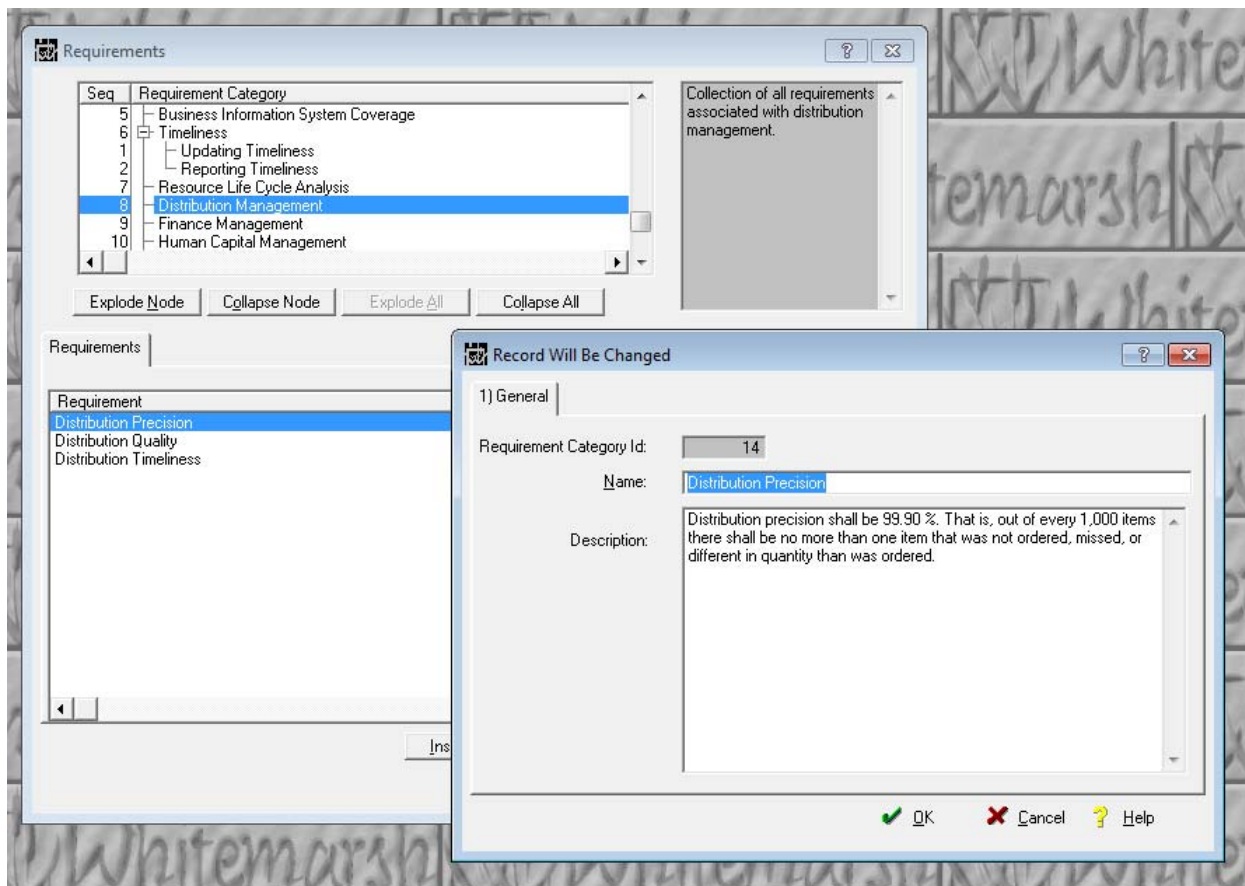 Requirements
Seq Requirement Category
5 Business Information System Coverage
6 Timeliness
1 Updating Timeliness
2 Reporting Timeliness
7 Resource Life Cycle Analysis
8 Distribution Management
9 Finance Management
10 Human Capital Management
Collection of all requirements
associated with distribution
management.
Explode Node Collapse Node Explode All Collapse All
Requirements
Requirement
Distribution Precision
Distribution Quality
Distribution Timeliness
Ins
Record Will Be Changed
1) General
Requirement Category Id: 14
Name: Distribution Precision
Description: Distribution precision shall be 99.90 %. That is, out of every 1,000 items
there shall be no more than one item that was not ordered, missed, or
different in quantity than was ordered.
OK Cancel Help
White
temarsh
White
Whitemarsh